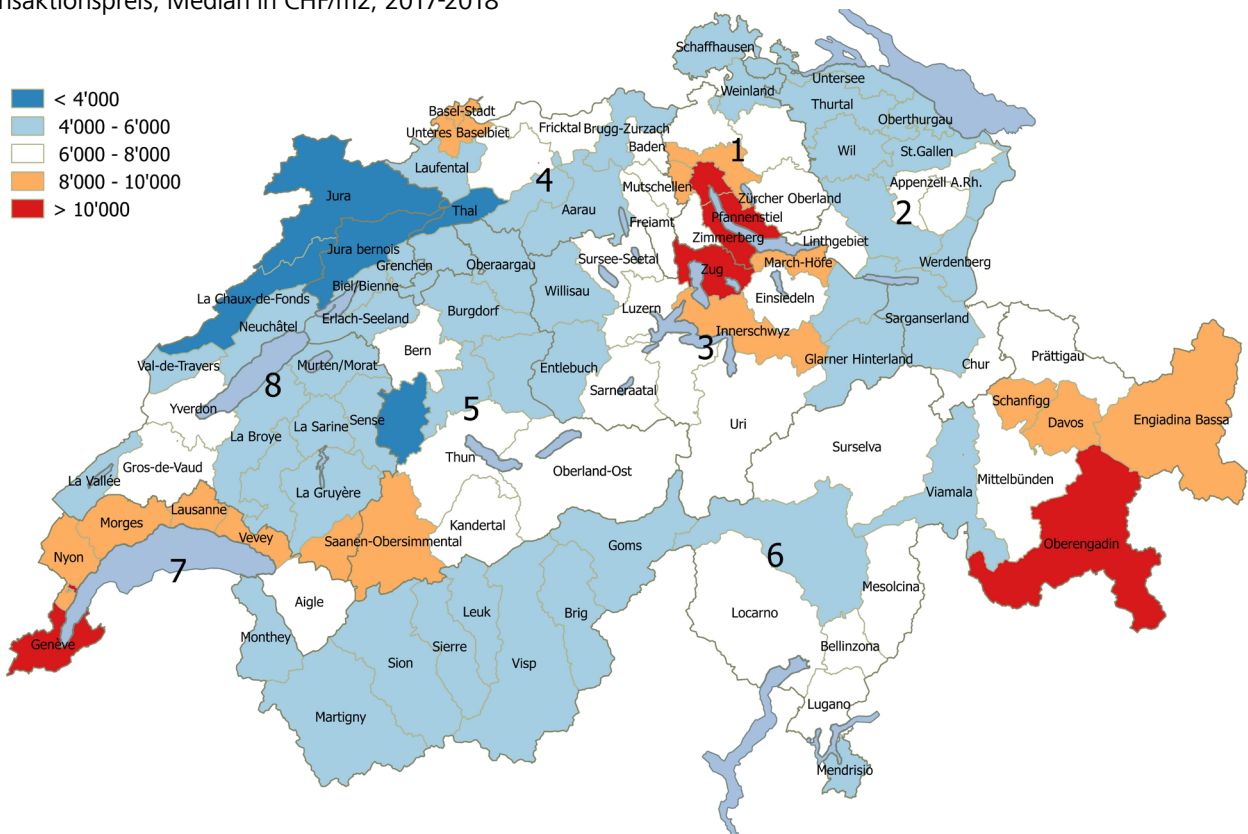 nsaktionspreis, Median in CHF/m2, 2017-2018
< 4'000
4'000 - 6'000
6'000 - 8'000
8'000 - 10'000
> 10'000
Schaffhausen
Untersee
Weinland
Thurtal
Oberthurgau
Basel-Stadt
Unteres Baselbiet
Fricktal
Brugg-Zurzach
Baden
1
Wil
St.Gallen
Laufental
4
Mutschellen
Appenzell A.Rh.
Jura
Thal
Aarau
Zürcher Oberland
2
Pfannenstiel
Freiamt
Zimmerberg
Linthgebiet
Jura bernois
Grenchen
Oberaargau
Sursee-Seetal
Zug
March-Höfe
Werdenberg
Biel/Bienne
Willisau
Einsiedeln
La Chaux-de-Fonds
Erlach-Seeland
Burgdorf
Luzern
Sarganserland
Neuchâtel
Innerschwyz
3
Bern
Glarner Hinterland
Prättigau
Val-de-Travers
Murten/Morat
Entlebuch
Chur
8
Sarneraatal
Yverdon
5
Schanfigg
La Sarine
Sense
Uri
Davos
Engiadina Bassa
La Broye
Surselva
Thun
Oberland-Ost
Gros-de-Vaud
La Vallée
Mittelbünden
La Gruyère
Viamala
Lausanne
Morges
Kandertal
Vevey
Saanen-Obersimmental
Goms
Oberengadin
Nyon
6
7
Mesolcina
Aigle
Leuk
Brig
Locarno
Monthey
Genève
Sierre
Bellinzona
Sion
Visp
Lugano
Martigny
Mendrisio